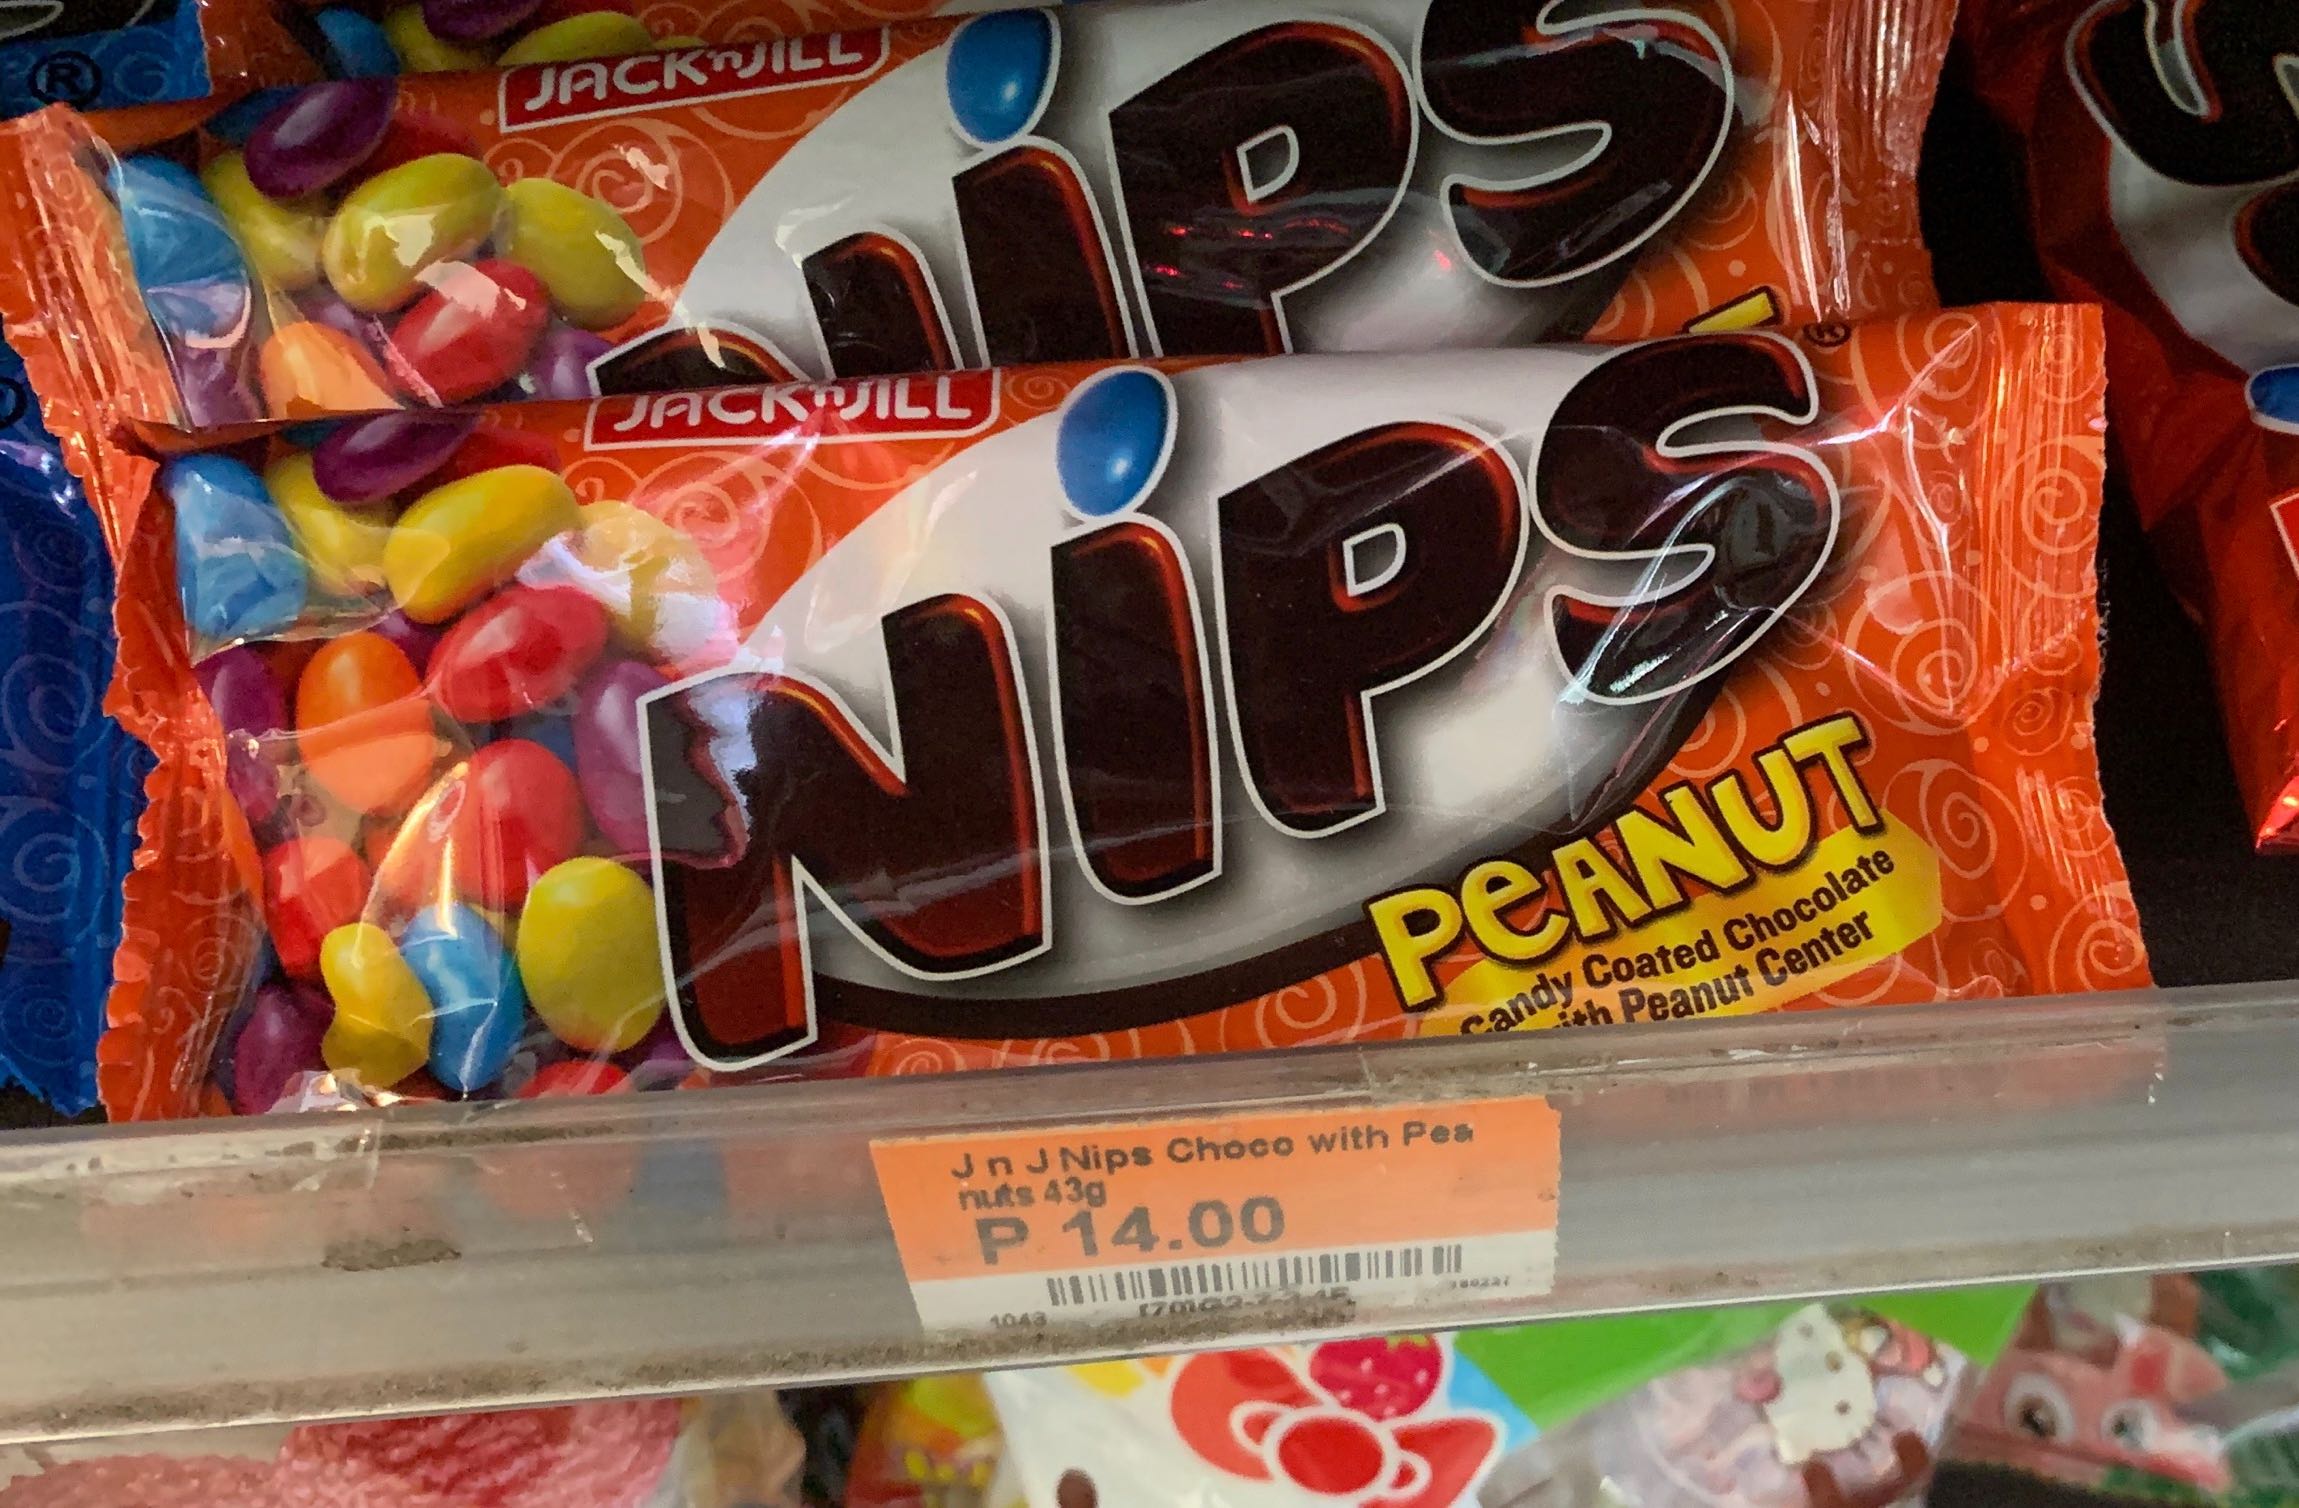 JACK 'n JILL
NiPS
JACK 'n JILL
NiPS
®
PeANUT
Candy Coated Chocolate
with Peanut Center
J n J Nips Choco with Pea
nuts 43g
P 14.00
1043